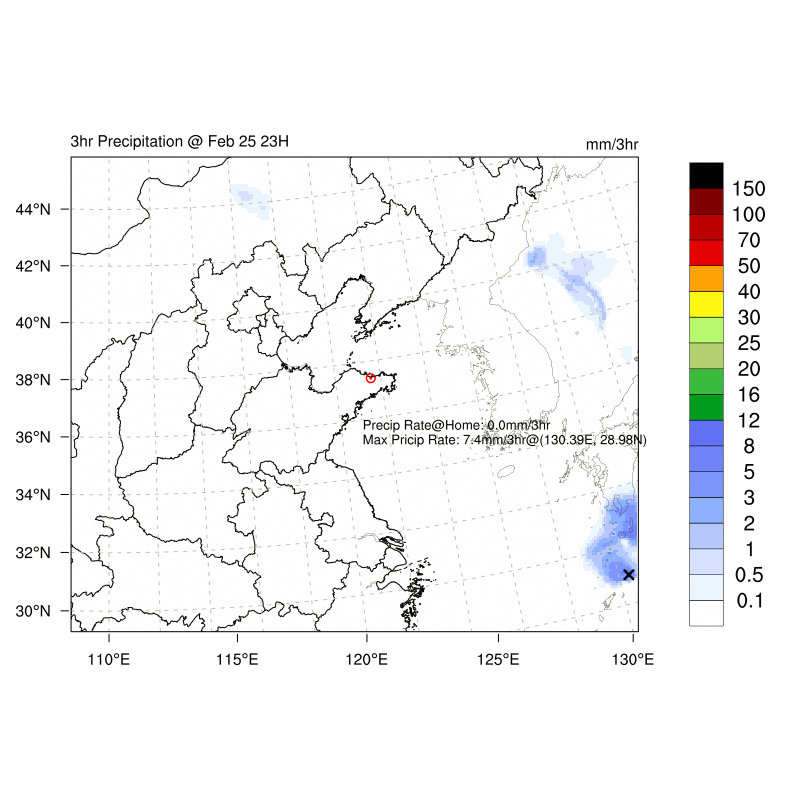 3hr Precipitation @ Feb 25 23H
mm/3hr
44°N
42°N
40°N
38°N
36°N
34°N
32°N
30°N
110°E
115°E
120°E
125°E
130°E
Precip Rate@Home: 0.0mm/3hr
Max Pricip Rate: 7.4mm/3hr@(130.39E, 28.98N)
150
100
70
50
40
30
25
20
16
12
8
5
3
2
1
0.5
0.1